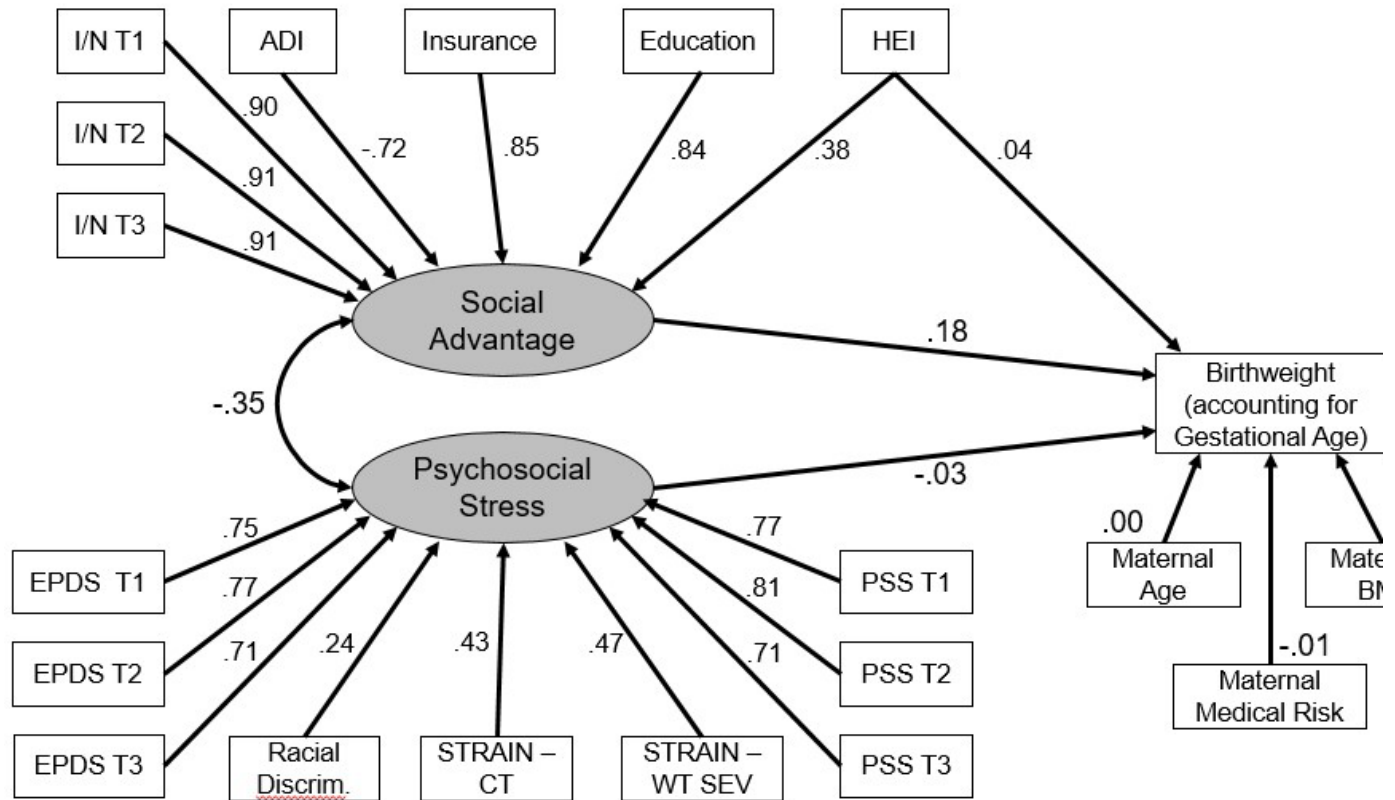 I/N T1
ADI
Insurance
Education
HEI
I/N T2
I/N T3
.90
-.72
.85
.84
.38
.04
.91
.91
Social
Advantage
.18
-.35
Birthweight
(accounting for
Gestational Age)
Psychosocial
Stress
-.03
.75
.77
.71
.24
.43
.47
.77
.81
.71
.00
EPDS T1
EPDS T2
EPDS T3
Racial
Discrim.
STRAIN –
CT
STRAIN –
WT SEV
PSS T1
PSS T2
PSS T3
Maternal
Age
-.01
Maternal
Medical Risk